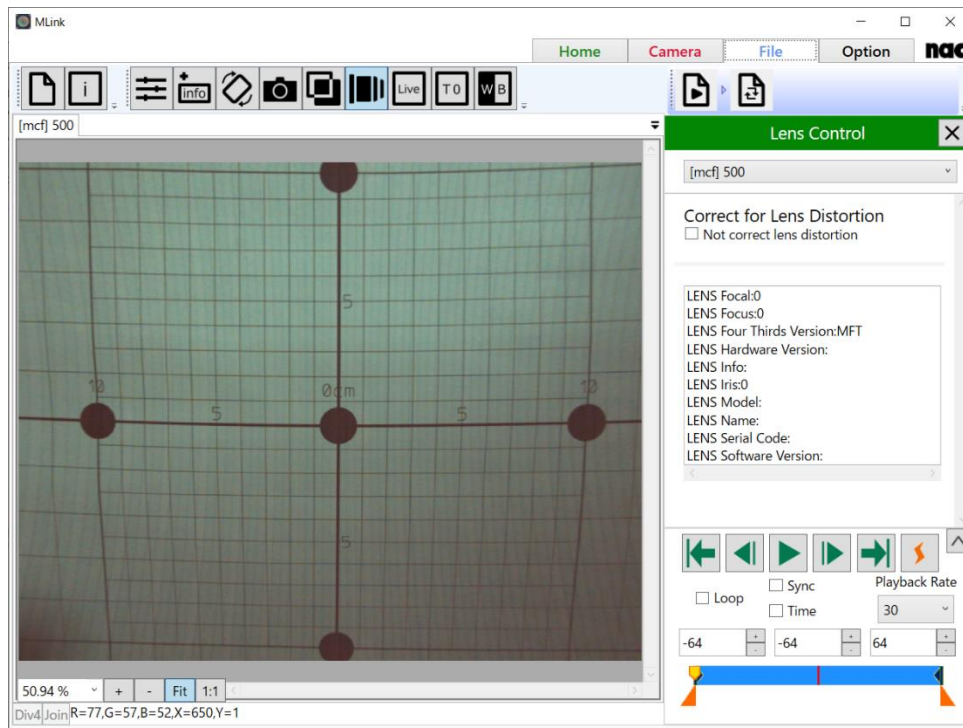 MLink
Home Camera File Option nac
info Live T0 WB
[mcf] 500
Lens Control
[mcf] 500
Correct for Lens Distortion
Not correct lens distortion
LENS Focal:0
LENS Focus:0
LENS Four Thirds Version:MFT
LENS Hardware Version:
LENS Info:
LENS Iris:0
LENS Model:
LENS Name:
LENS Serial Code:
LENS Software Version:
5
10 0cm 10
5 5
5
Loop
Sync
Time
Playback Rate
30
-64 -64 64
50.94 % + - Fit 1:1
Div4 Join R=77,G=57,B=52,X=650,Y=1